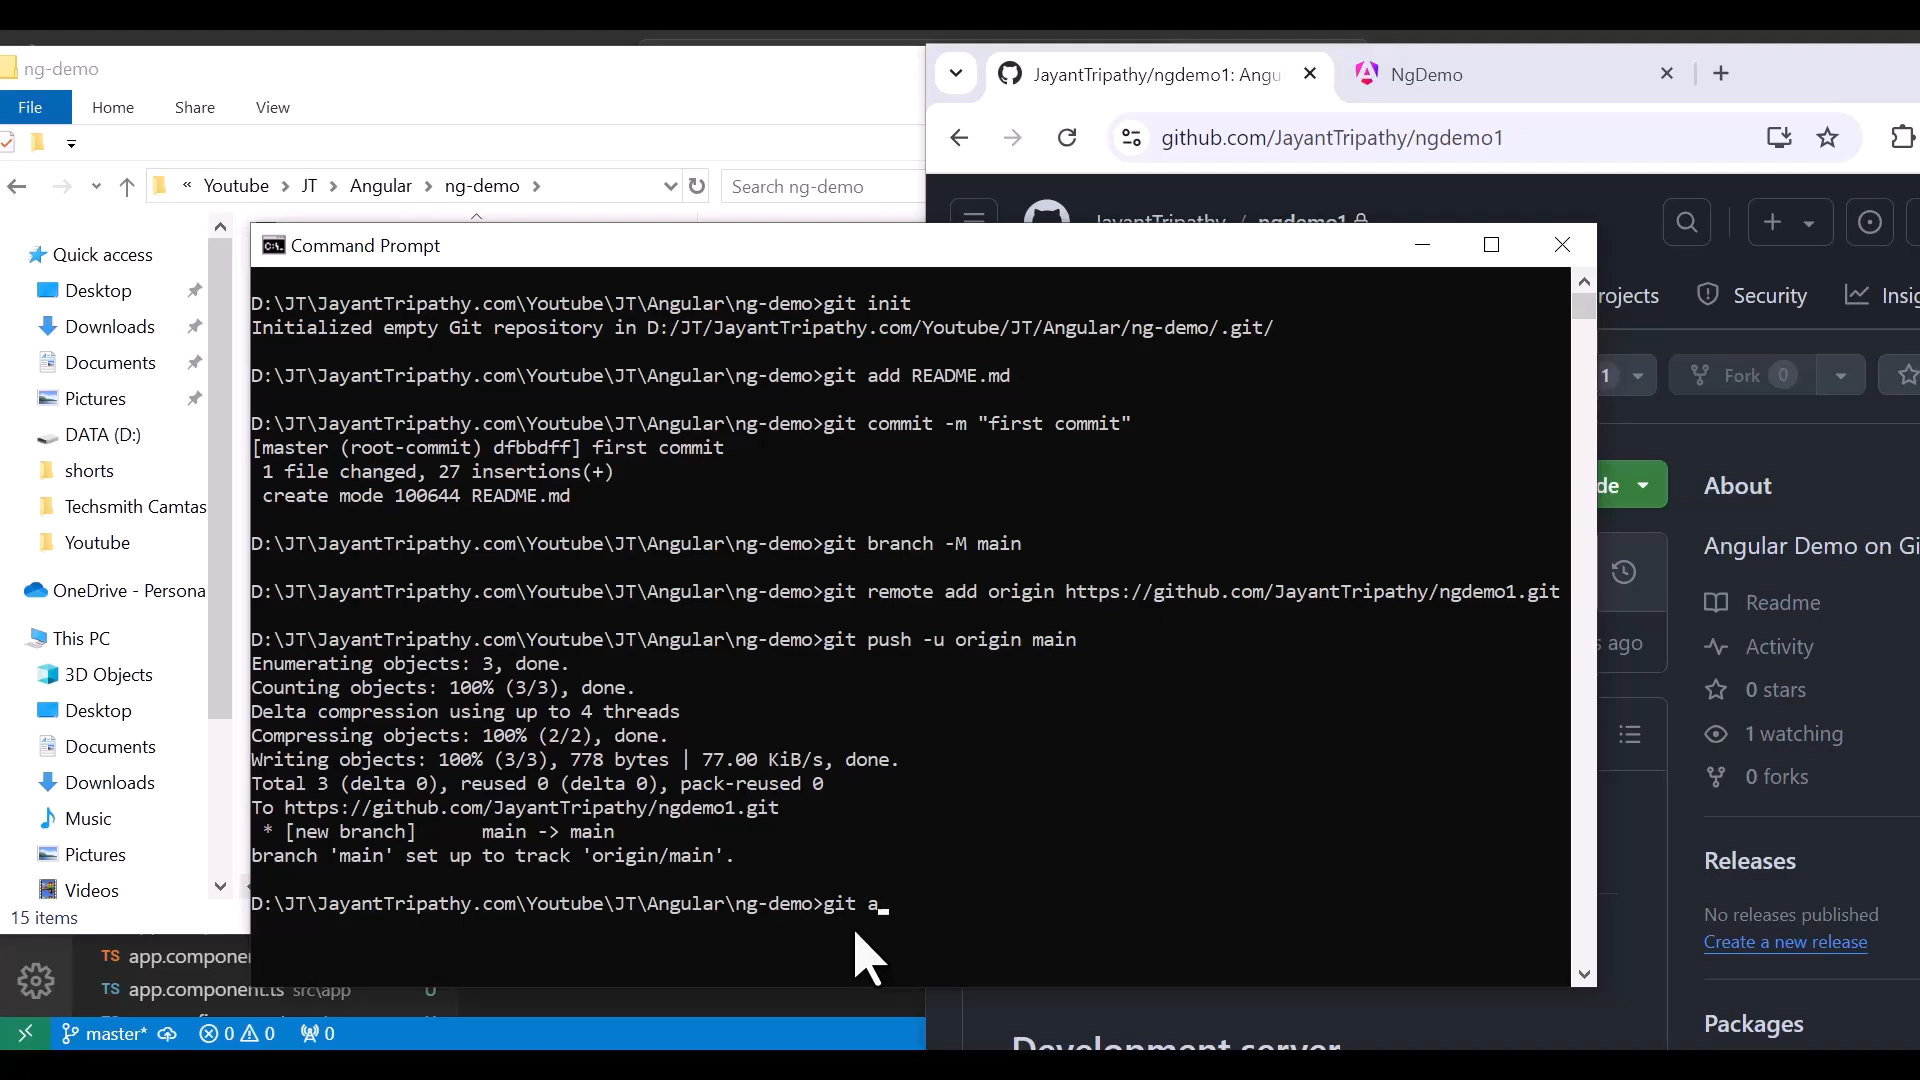 ng-demo
File Home Share View
« Youtube > JT > Angular > ng-demo >
Search ng-demo
Quick access
Desktop
Downloads
Documents
Pictures
DATA (D:)
shorts
Techsmith Camtas
Youtube
OneDrive - Persona
This PC
3D Objects
Desktop
Documents
Downloads
Music
Pictures
Videos
15 items
TS app.componen
TS app.component.ts src\app U
master* 0 0 0
JayantTripathy/ngdemo1: Angu
NgDemo
github.com/JayantTripathy/ngdemo1
JayantTripathy / ngdemo1
rojects Security Insig
1 Fork 0
de
s ago
About
Angular Demo on Gi
Readme
Activity
0 stars
1 watching
0 forks
Releases
No releases published
Create a new release
Packages
Development server
Command Prompt
D:\JT\JayantTripathy.com\Youtube\JT\Angular\ng-demo>git init
Initialized empty Git repository in D:/JT/JayantTripathy.com/Youtube/JT/Angular/ng-demo/.git/
D:\JT\JayantTripathy.com\Youtube\JT\Angular\ng-demo>git add README.md
D:\JT\JayantTripathy.com\Youtube\JT\Angular\ng-demo>git commit -m "first commit"
[master (root-commit) dfbbdff] first commit
1 file changed, 27 insertions(+)
create mode 100644 README.md
D:\JT\JayantTripathy.com\Youtube\JT\Angular\ng-demo>git branch -M main
D:\JT\JayantTripathy.com\Youtube\JT\Angular\ng-demo>git remote add origin https://github.com/JayantTripathy/ngdemo1.git
D:\JT\JayantTripathy.com\Youtube\JT\Angular\ng-demo>git push -u origin main
Enumerating objects: 3, done.
Counting objects: 100% (3/3), done.
Delta compression using up to 4 threads
Compressing objects: 100% (2/2), done.
Writing objects: 100% (3/3), 778 bytes | 77.00 KiB/s, done.
Total 3 (delta 0), reused 0 (delta 0), pack-reused 0
To https://github.com/JayantTripathy/ngdemo1.git
* [new branch] main -> main
branch 'main' set up to track 'origin/main'.
D:\JT\JayantTripathy.com\Youtube\JT\Angular\ng-demo>git a